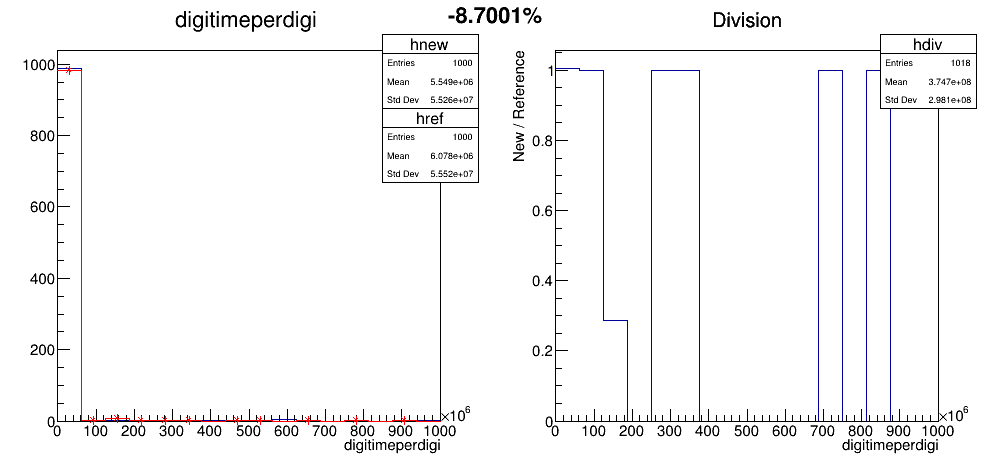 -8.7001%
digitimeperdigi
hnew
Entries 1000
Mean 5.549e+06
Std Dev 5.526e+07
href
Entries 1000
Mean 6.078e+06
Std Dev 5.552e+07
1000
800
600
400
200
0
0 100 200 300 400 500 600 700 800 900 1000
×10⁶
digitimeperdigi
Division
hdiv
Entries 1018
Mean 3.747e+08
Std Dev 2.981e+08
New / Reference
1
0.8
0.6
0.4
0.2
0
0 100 200 300 400 500 600 700 800 900 1000
×10⁶
digitimeperdigi